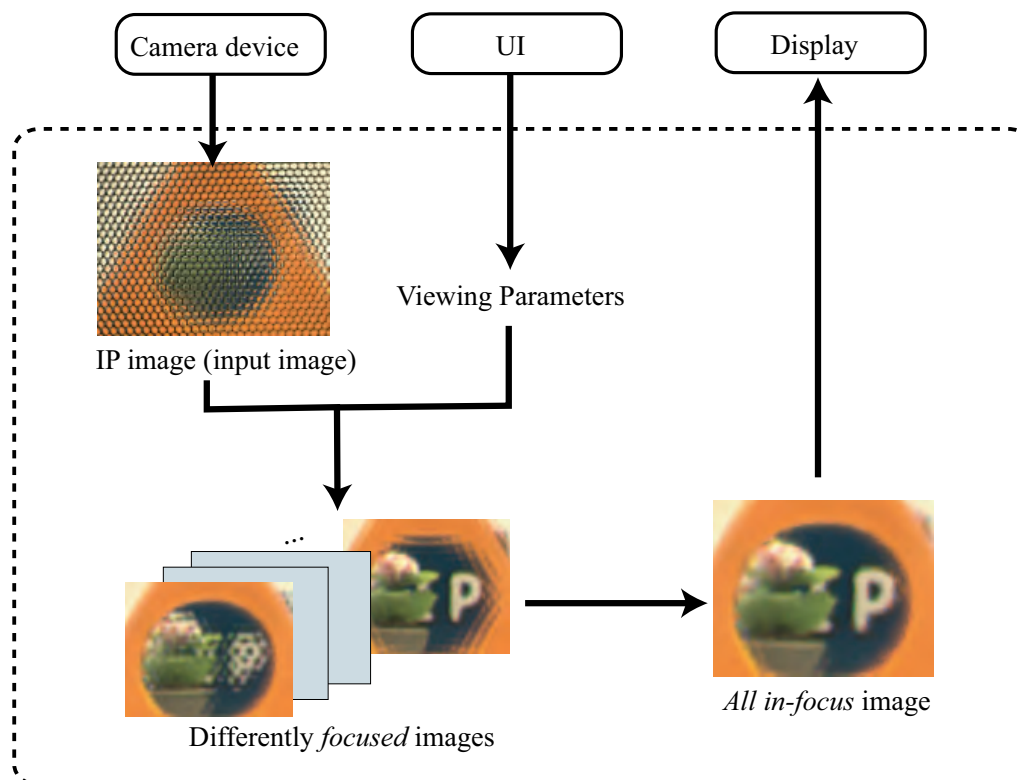 Camera device
UI
Display
IP image (input image)
Viewing Parameters
...
P
P
Differently focused images
All in-focus image